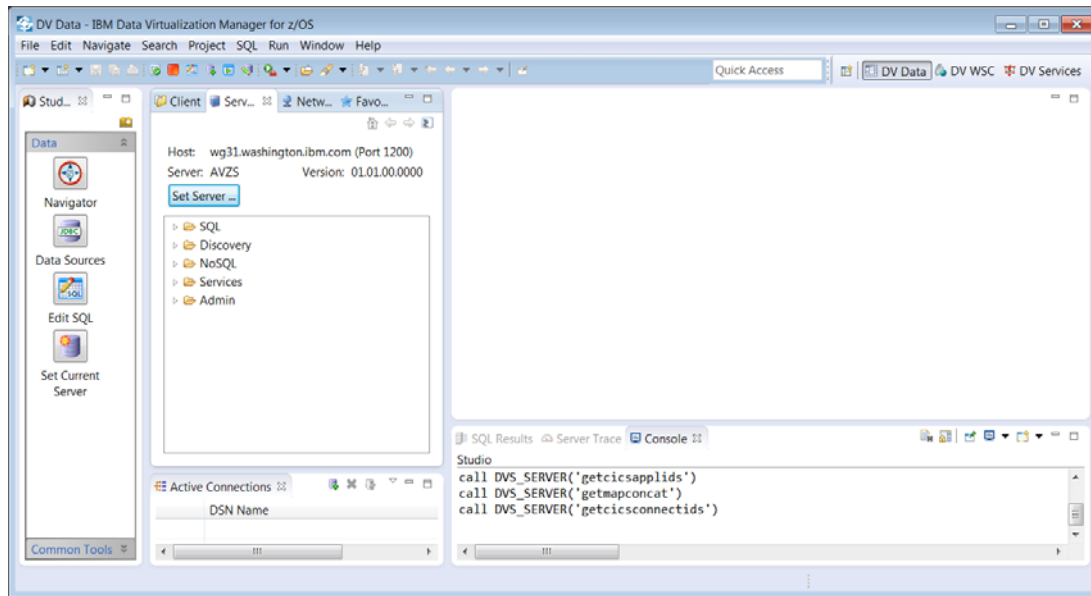 DV Data - IBM Data Virtualization Manager for z/OS
File Edit Navigate Search Project SQL Run Window Help
Quick Access
DV Data
DV WSC
DV Services
Stud...
Data
Navigator
JDBC
Data Sources
SQL
Edit SQL
Set Current
Server
Common Tools
Client
Serv...
Netw...
Favo...
Host: wg31.washington.ibm.com (Port 1200)
Server: AVZS Version: 01.01.00.0000
Set Server ...
SQL
Discovery
NoSQL
Services
Admin
Active Connections
DSN Name
SQL Results
Server Trace
Console
Studio
call DVS_SERVER('getcicsapplids')
call DVS_SERVER('getmapconcat')
call DVS_SERVER('getcicsconnectids')